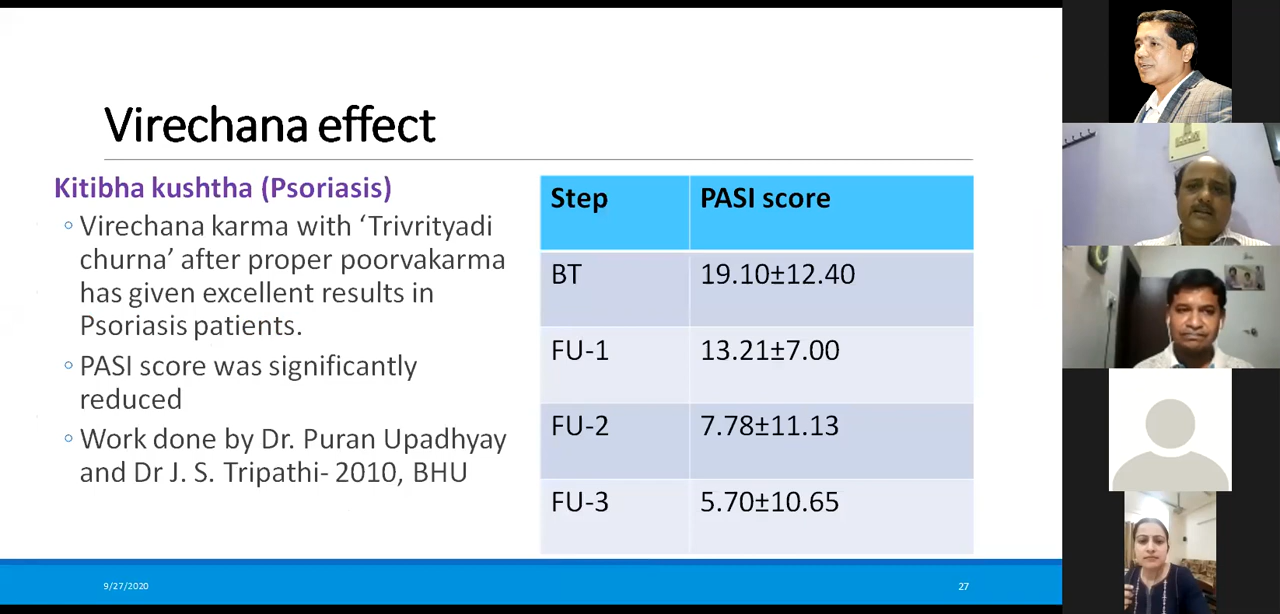 Virechana effect
Kitibha kushtha (Psoriasis)
◦ Virechana karma with ‘Trivrityadi
churna’ after proper poorvakarma
has given excellent results in
Psoriasis patients.
◦ PASI score was significantly
reduced
◦ Work done by Dr. Puran Upadhyay
and Dr J. S. Tripathi- 2010, BHU
Step PASI score
BT 19.10±12.40
FU-1 13.21±7.00
FU-2 7.78±11.13
FU-3 5.70±10.65
9/27/2020
27